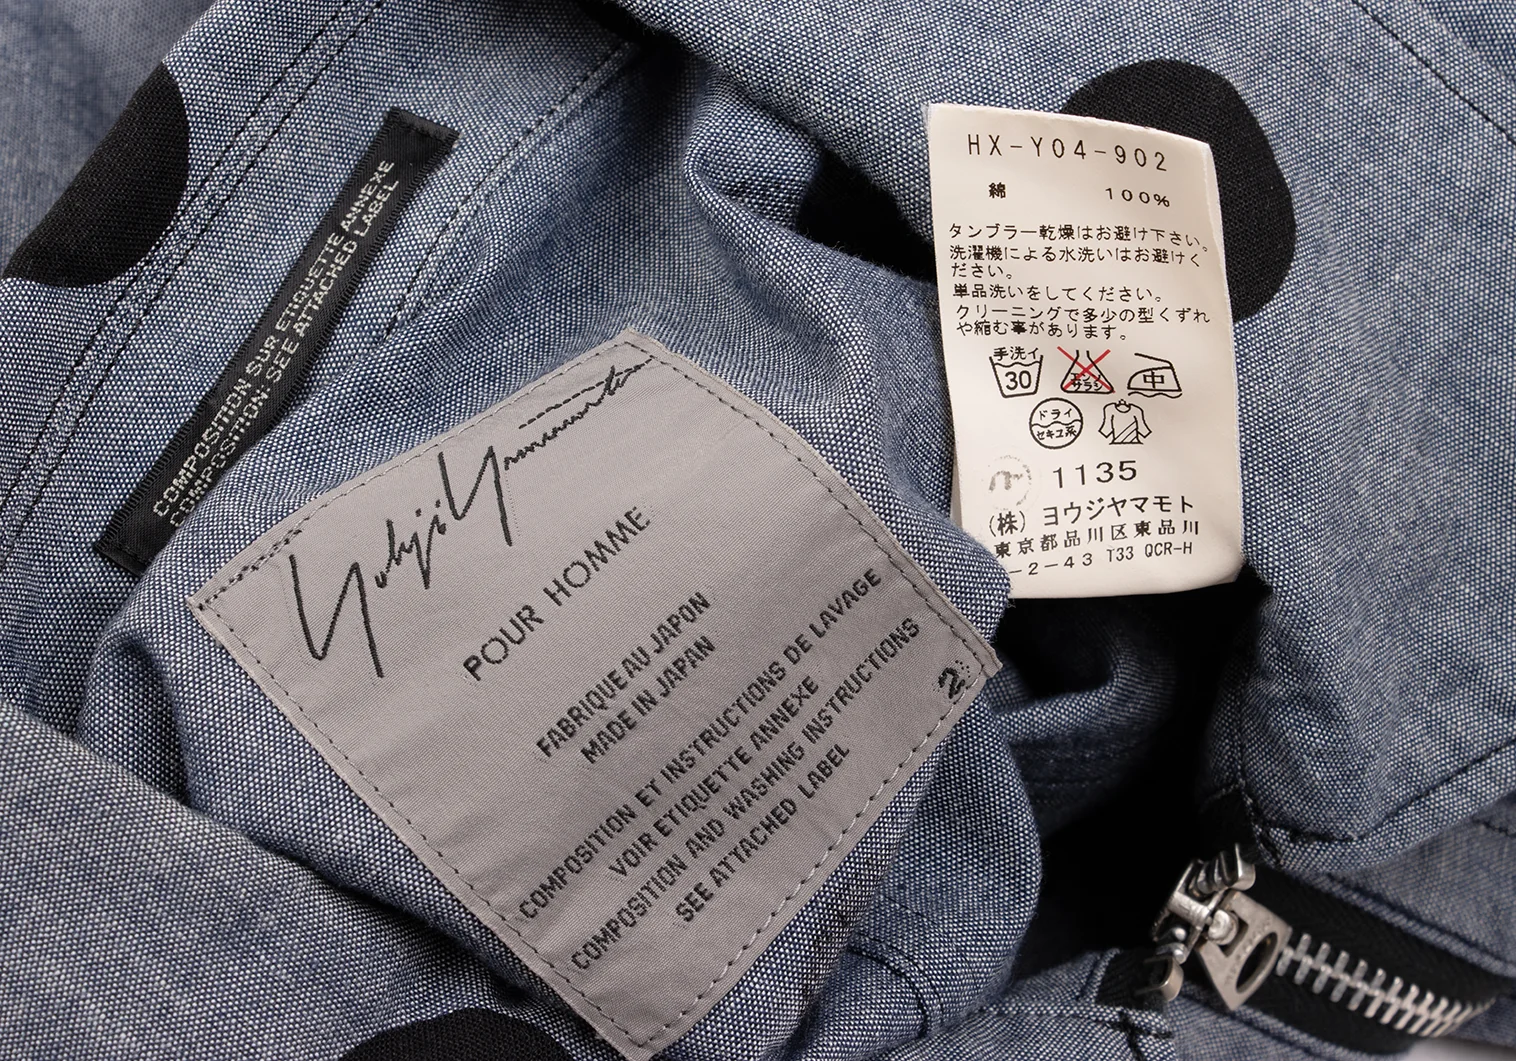 COMPOSITION SUR ETIQUETTE ANNEXE
COMPOSITION: SEE ATTACHED LABEL
Yohji Yamamoto
POUR HOMME
FABRIQUE AU JAPON
MADE IN JAPAN
COMPOSITION ET INSTRUCTIONS DE LAVAGE
VOIR ETIQUETTE ANNEXE
COMPOSITION AND WASHING INSTRUCTIONS
SEE ATTACHED LABEL
2
HX-Y04-902
綿 100%
タンブラー乾燥はお避け下さい。
洗濯機による水洗いはお避けく
ださい。
単品洗いをしてください。
クリーニングで多少の型くずれ
や縮む事があります。
手洗イ
30
エンソ
サラシ
中
ドライ
セキユ系
1135
(株) ヨウジヤマモト
東京都品川区東品川
-2-43 T33 QCR-H